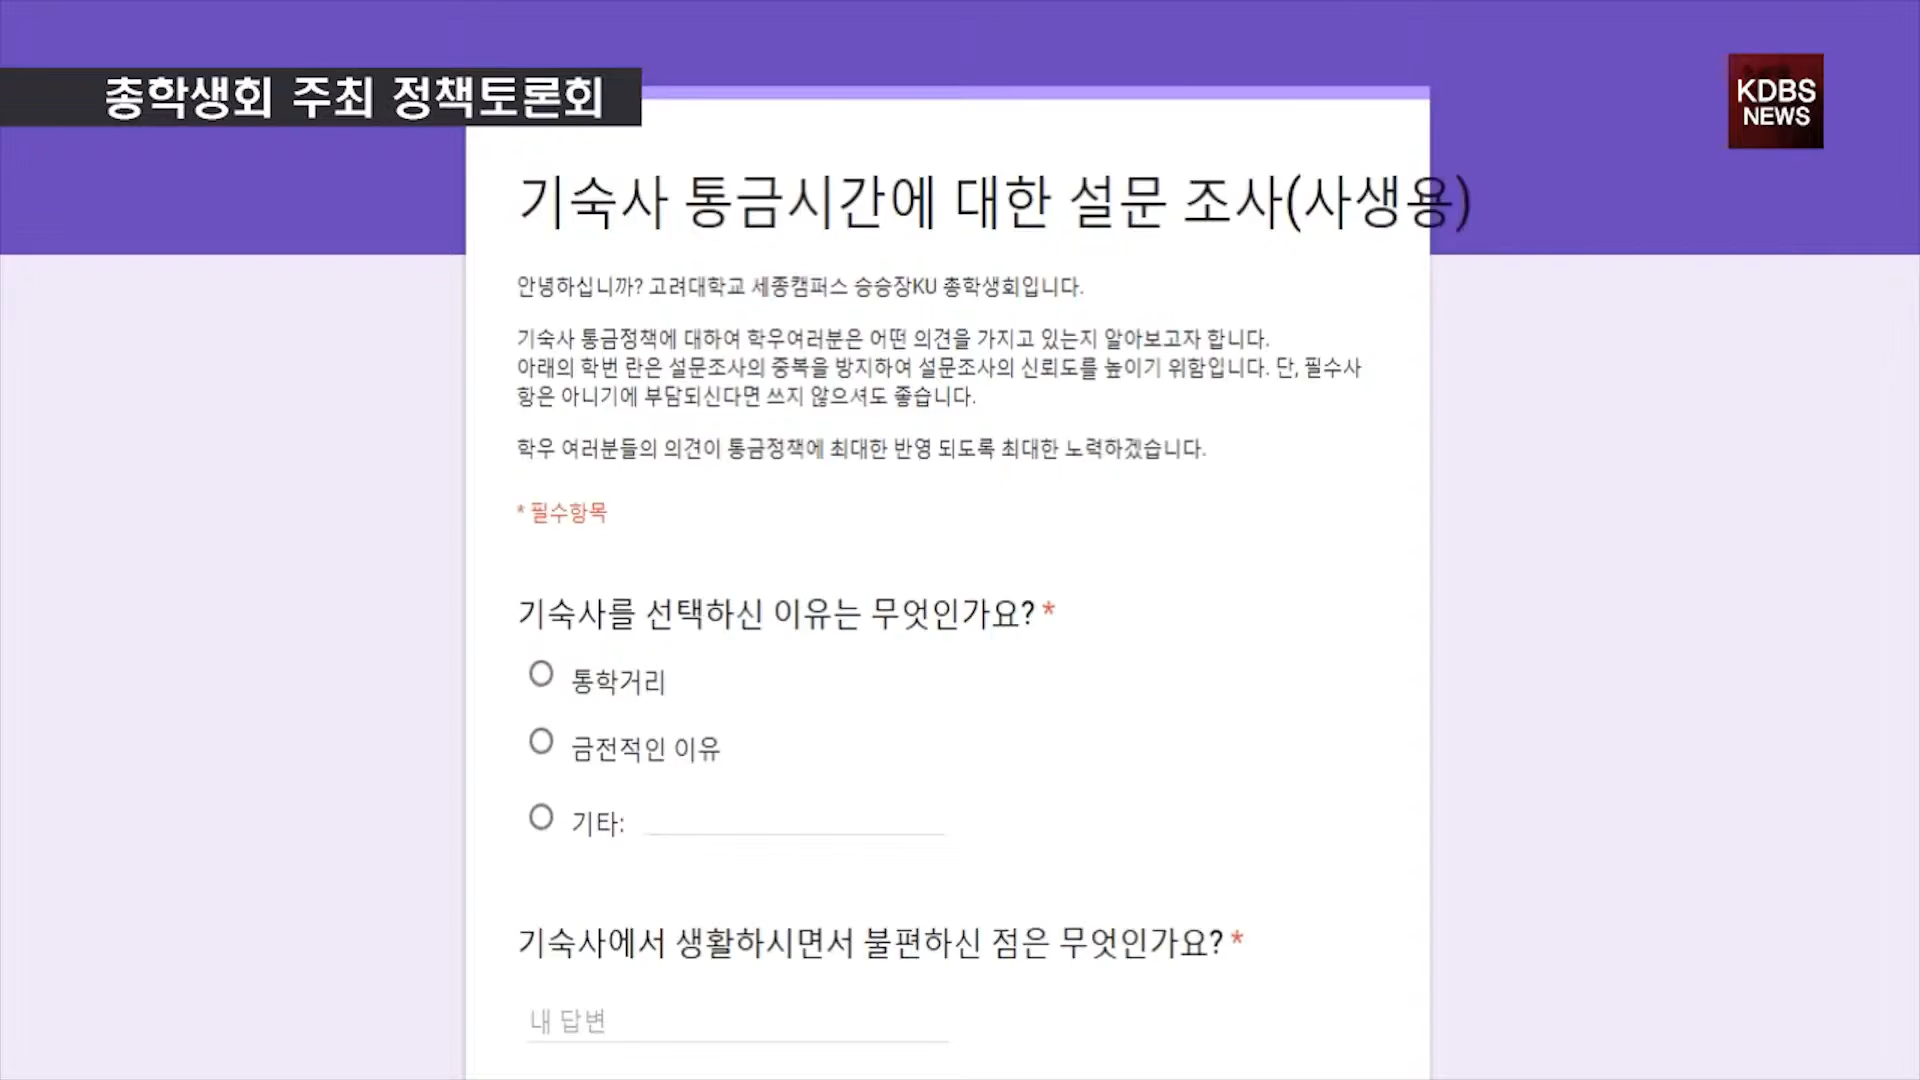 총학생회 주최 정책토론회
KDBS
NEWS
기숙사 통금시간에 대한 설문 조사(사생용)
안녕하십니까? 고려대학교 세종캠퍼스 승승장KU 총학생회입니다.
기숙사 통금정책에 대하여 학우여러분은 어떤 의견을 가지고 있는지 알아보고자 합니다.
아래의 학번 란은 설문조사의 중복을 방지하여 설문조사의 신뢰도를 높이기 위함입니다. 단, 필수사
항은 아니기에 부담되신다면 쓰지 않으셔도 좋습니다.
학우 여러분들의 의견이 통금정책에 최대한 반영 되도록 최대한 노력하겠습니다.
* 필수항목
기숙사를 선택하신 이유는 무엇인가요? *
통학거리
금전적인 이유
기타:
기숙사에서 생활하시면서 불편하신 점은 무엇인가요? *
내 답변